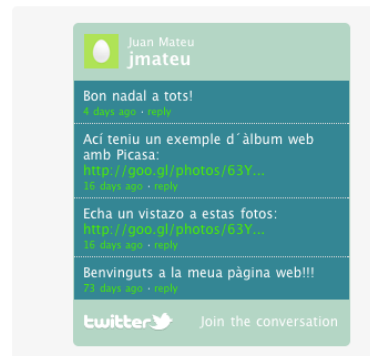 Juan Mateu
jmateu
Bon nadal a tots!
4 days ago · reply
Ací teniu un exemple d´àlbum web
amb Picasa:
http://goo.gl/photos/63Y...
16 days ago · reply
Echa un vistazo a estas fotos:
http://goo.gl/photos/63Y...
16 days ago · reply
Benvinguts a la meua pàgina web!!!
73 days ago · reply
twitter Join the conversation